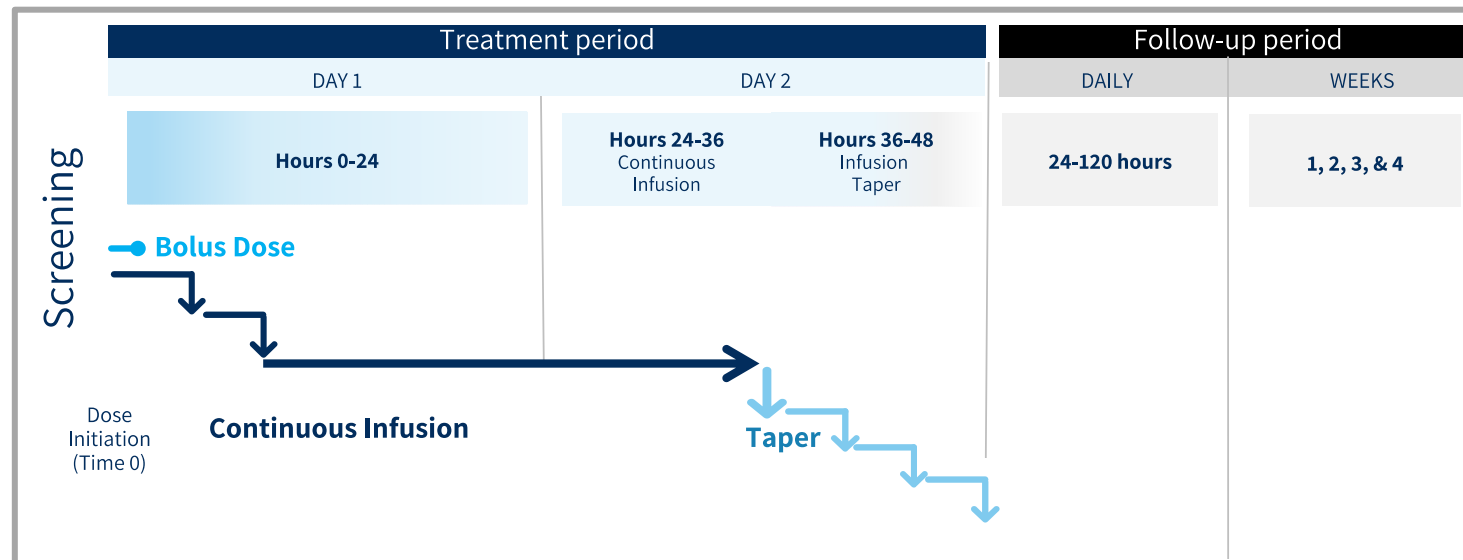 Treatment period
Follow-up period
DAY 1
DAY 2
DAILY
WEEKS
Screening
Hours 0-24
Hours 24-36
Continuous
Infusion
Hours 36-48
Infusion
Taper
24-120 hours
1, 2, 3, & 4
Bolus Dose
Dose
Initiation
(Time 0)
Continuous Infusion
Taper